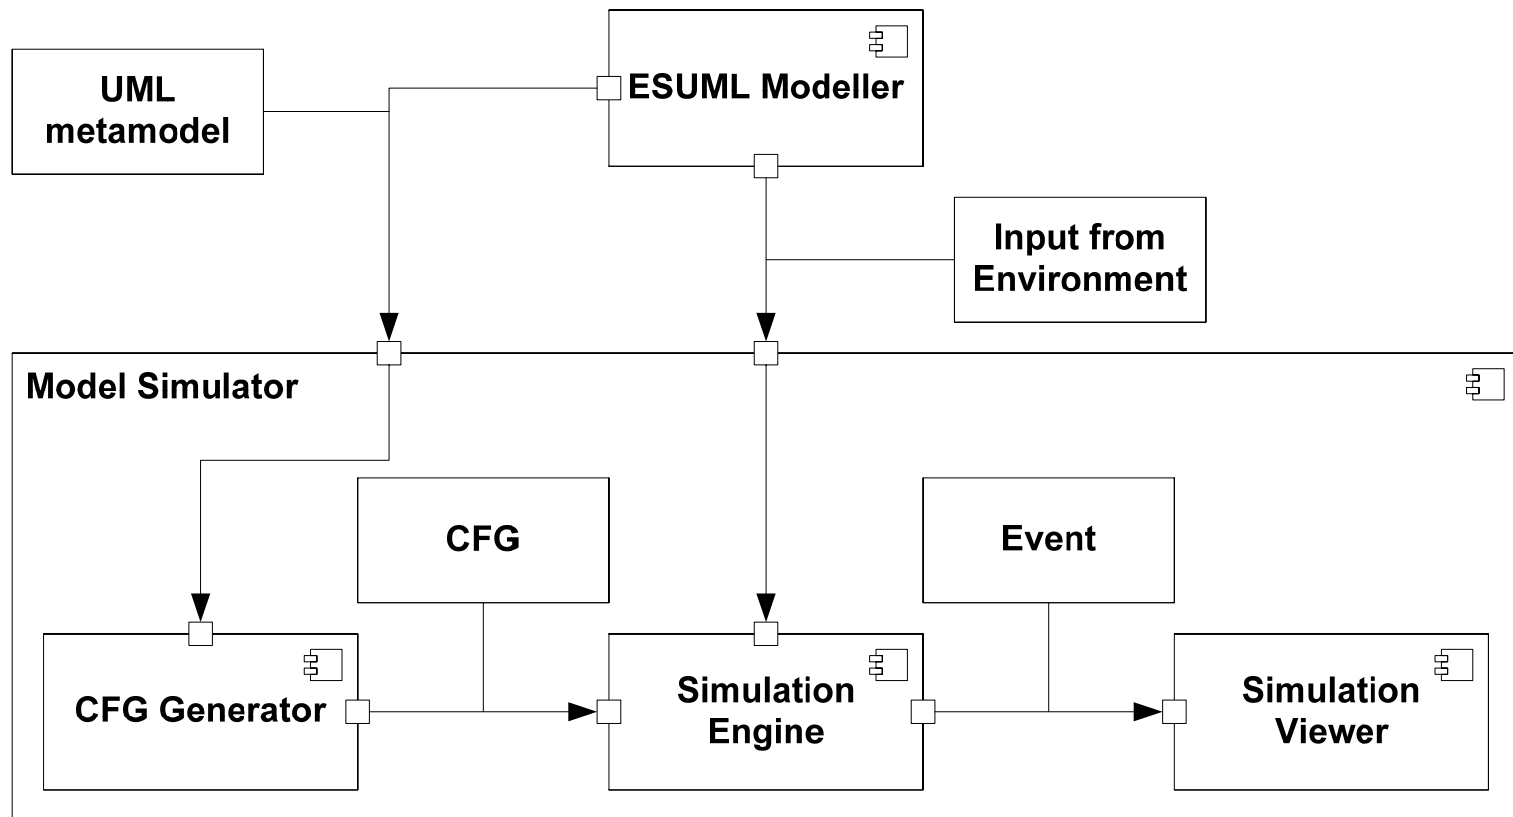 UML
metamodel
ESUML Modeller
Input from
Environment
Model Simulator
CFG
Event
CFG Generator
Simulation
Engine
Simulation
Viewer